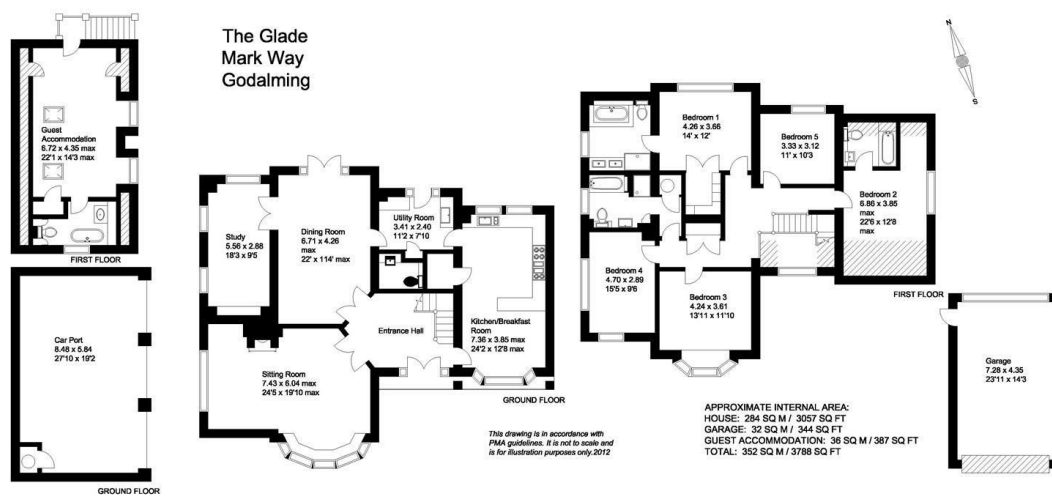 The Glade
Mark Way
Godalming
N
S
Guest
Accommodation
6.72 x 4.35 max
22'1 x 14'3 max
FIRST FLOOR
Car Port
8.48 x 5.84
27'10 x 19'2
GROUND FLOOR
Study
5.56 x 2.88
18'3 x 9'5
Dining Room
6.71 x 4.26
max
22' x 114' max
Utility Room
3.41 x 2.40
11'2 x 7'10
Entrance Hall
Kitchen/Breakfast
Room
7.36 x 3.85 max
24'2 x 12'8 max
Sitting Room
7.43 x 6.04 max
24'5 x 19'10 max
GROUND FLOOR
Bedroom 1
4.26 x 3.66
14' x 12'
Bedroom 5
3.33 x 3.12
11' x 10'3
Bedroom 2
6.86 x 3.85
max
22'6 x 12'8
max
Bedroom 4
4.70 x 2.89
15'5 x 9'6
Bedroom 3
4.24 x 3.61
13'11 x 11'10
FIRST FLOOR
Garage
7.28 x 4.35
23'11 x 14'3
This drawing is in accordance with
PMA guidelines. It is not to scale and
is for illustration purposes only.2012
APPROXIMATE INTERNAL AREA:
HOUSE: 284 SQ M / 3057 SQ FT
GARAGE: 32 SQ M / 344 SQ FT
GUEST ACCOMMODATION: 36 SQ M / 387 SQ FT
TOTAL: 352 SQ M / 3788 SQ FT